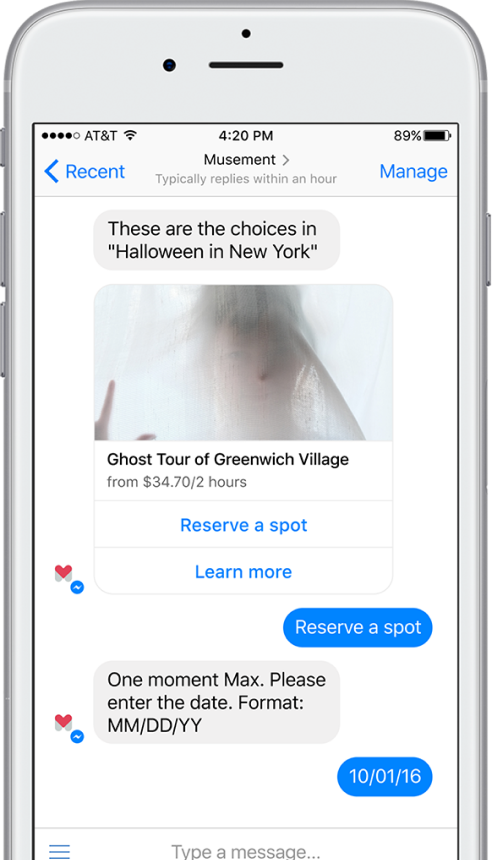 AT&T 4:20 PM 89%
Recent Musement Manage
Typically replies within an hour
These are the choices in
"Halloween in New York"
Ghost Tour of Greenwich Village
from $34.70/2 hours
Reserve a spot
Learn more
Reserve a spot
One moment Max. Please
enter the date. Format:
MM/DD/YY
10/01/16
Type a message...